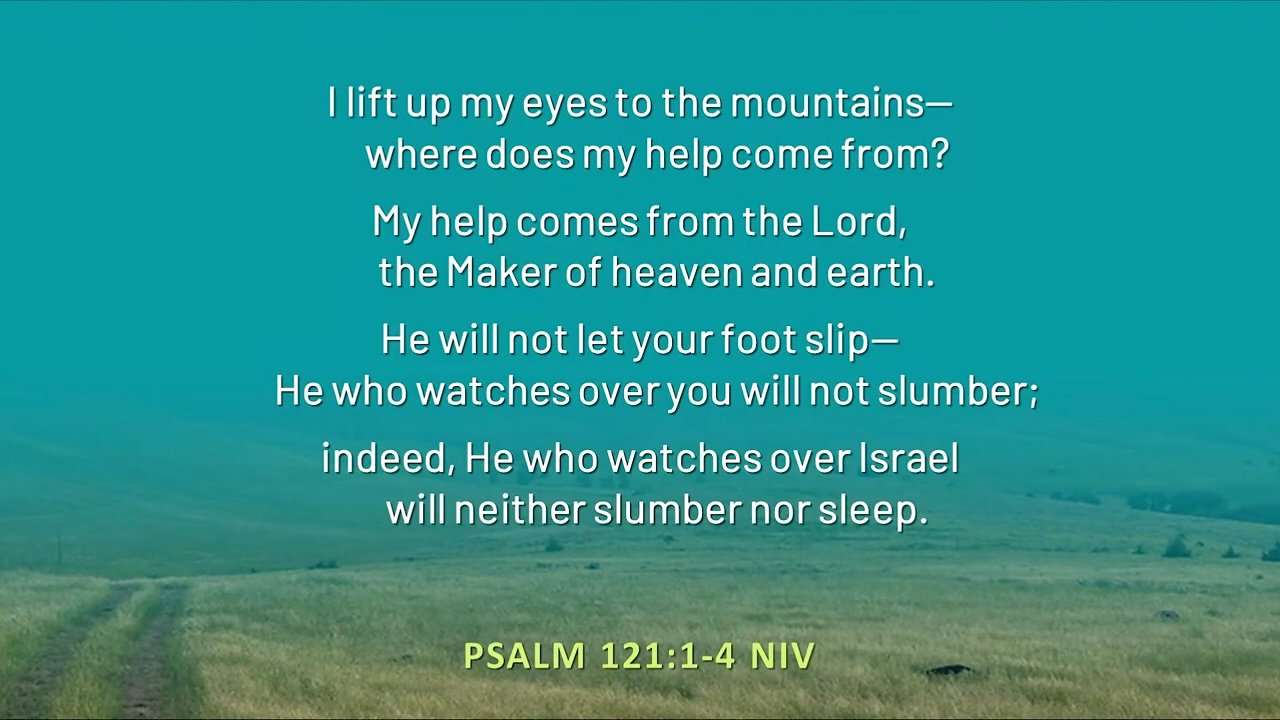 I lift up my eyes to the mountains—
where does my help come from?
My help comes from the Lord,
the Maker of heaven and earth.
He will not let your foot slip—
He who watches over you will not slumber;
indeed, He who watches over Israel
will neither slumber nor sleep.
PSALM 121:1-4 NIV